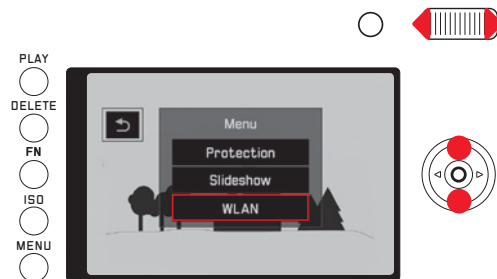 PLAY
DELETE
FN
ISO
MENU
Menu
Protection
Slideshow
WLAN